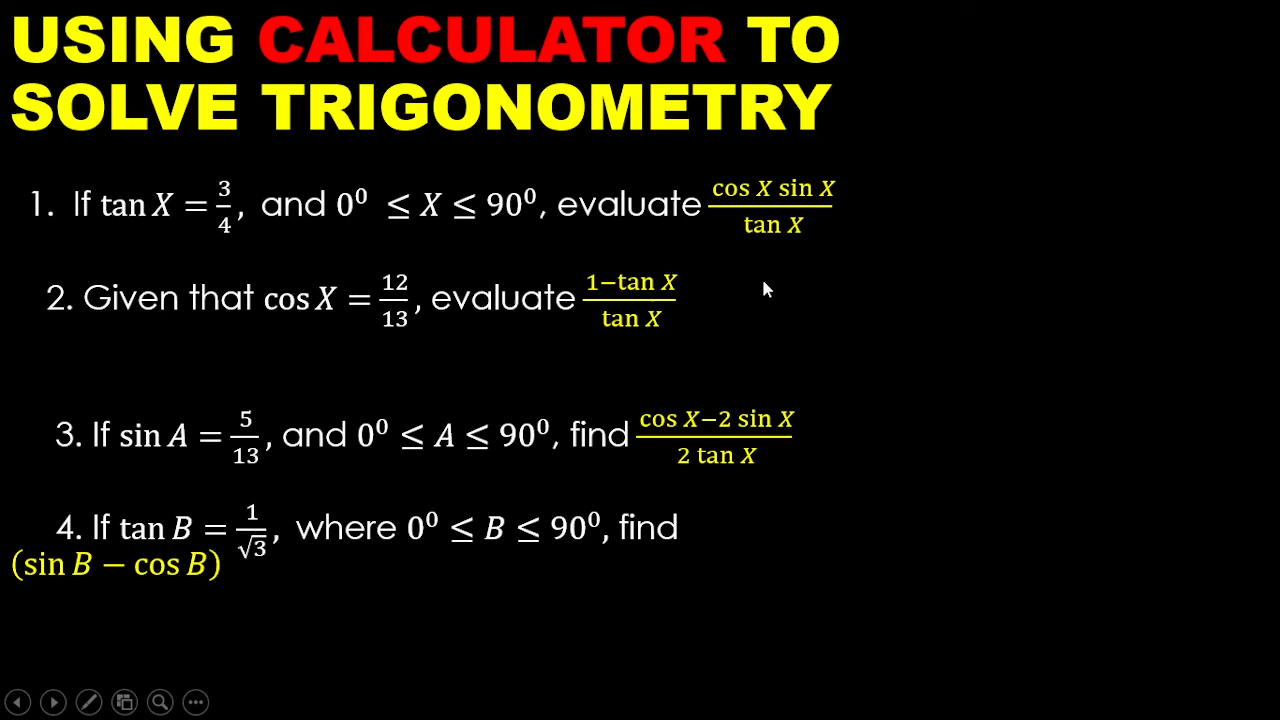 USING CALCULATOR TO
SOLVE TRIGONOMETRY
1. If tan X = 3/4, and 0⁰ ≤ X ≤ 90⁰, evaluate cos X sin X / tan X
2. Given that cos X = 12/13, evaluate 1−tan X / tan X
3. If sin A = 5/13, and 0⁰ ≤ A ≤ 90⁰, find cos X−2 sin X / 2 tan X
4. If tan B = 1/√3, where 0⁰ ≤ B ≤ 90⁰, find
(sin B − cos B)